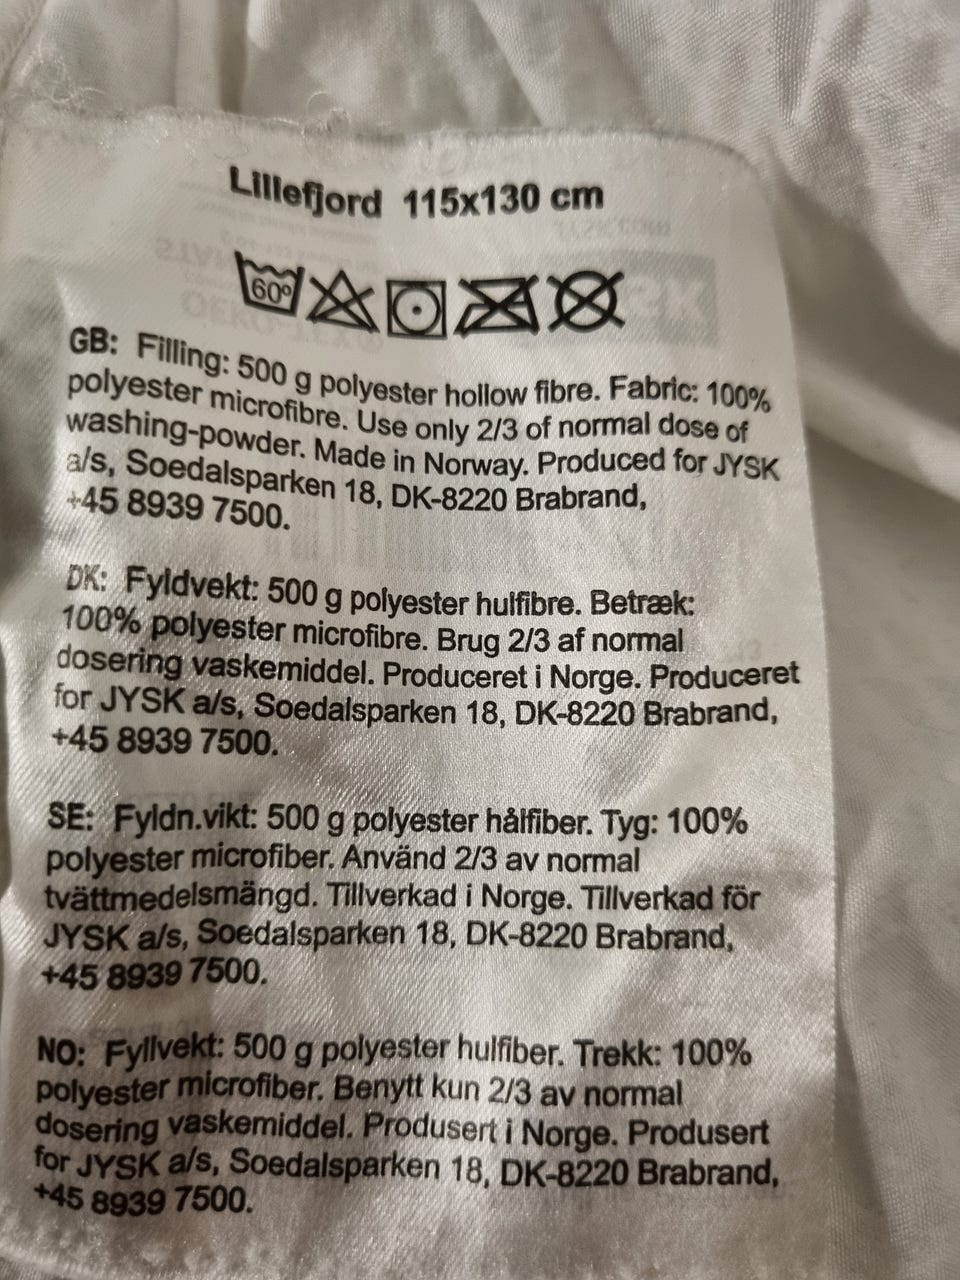 Lillefjord 115x130 cm
60°
GB: Filling: 500 g polyester hollow fibre. Fabric: 100%
polyester microfibre. Use only 2/3 of normal dose of
washing-powder. Made in Norway. Produced for JYSK
a/s, Soedalsparken 18, DK-8220 Brabrand,
+45 8939 7500.
DK: Fyldvekt: 500 g polyester hulfibre. Betræk:
100% polyester microfibre. Brug 2/3 af normal
dosering vaskemiddel. Produceret i Norge. Produceret
for JYSK a/s, Soedalsparken 18, DK-8220 Brabrand,
+45 8939 7500.
SE: Fyldn.vikt: 500 g polyester hålfiber. Tyg: 100%
polyester microfiber. Använd 2/3 av normal
tvättmedelsmängd. Tillverkad i Norge. Tillverkad för
JYSK a/s, Soedalsparken 18, DK-8220 Brabrand,
+45 8939 7500.
NO: Fyllvekt: 500 g polyester hulfiber. Trekk: 100%
polyester microfiber. Benytt kun 2/3 av normal
dosering vaskemiddel. Produsert i Norge. Produsert
for JYSK a/s, Soedalsparken 18, DK-8220 Brabrand,
+45 8939 7500.